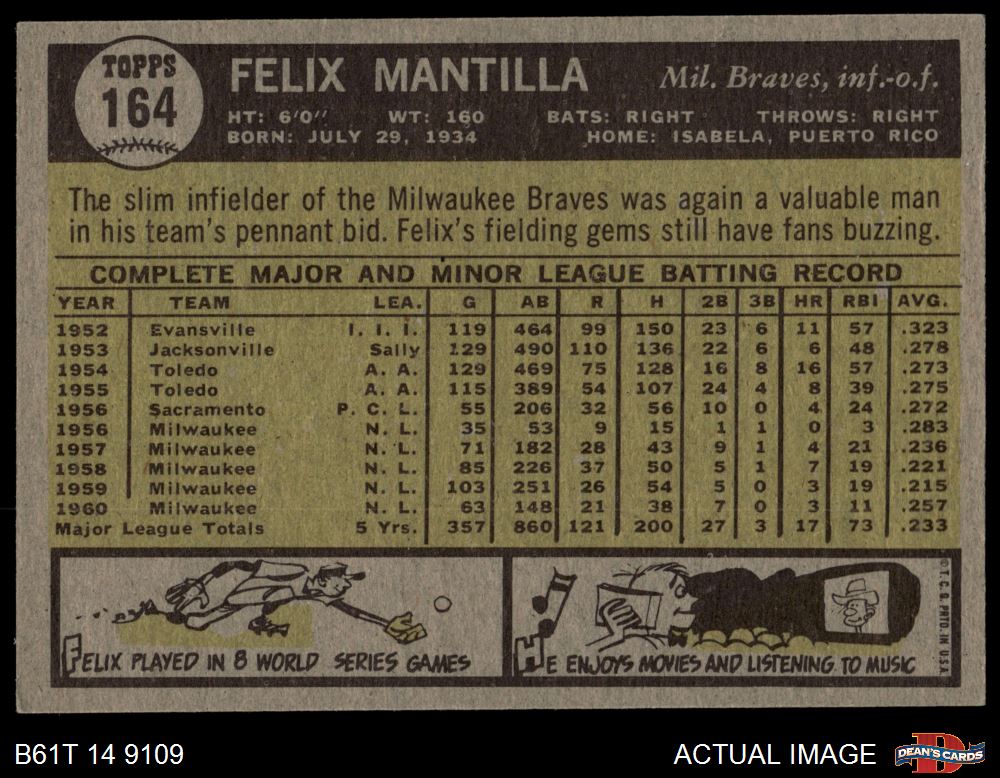 TOPPS
164
FELIX MANTILLA
Mil. Braves, inf.-o.f.
HT: 6'0" WT: 160 BATS: RIGHT THROWS: RIGHT
BORN: JULY 29, 1934 HOME: ISABELA, PUERTO RICO
The slim infielder of the Milwaukee Braves was again a valuable man
in his team's pennant bid. Felix's fielding gems still have fans buzzing.
COMPLETE MAJOR AND MINOR LEAGUE BATTING RECORD
YEAR TEAM LEA. G AB R H 2B 3B HR RBI AVG.
1952 Evansville I. I. I. 119 464 99 150 23 6 11 57 .323
1953 Jacksonville Sally 129 490 110 136 22 6 6 48 .278
1954 Toledo A. A. 129 469 75 128 16 8 16 57 .273
1955 Toledo A. A. 115 389 54 107 24 4 8 39 .275
1956 Sacramento P. C. L. 55 206 32 56 10 0 4 24 .272
1956 Milwaukee N. L. 35 53 9 15 1 1 0 3 .283
1957 Milwaukee N. L. 71 182 28 43 9 1 4 21 .236
1958 Milwaukee N. L. 85 226 37 50 5 1 7 19 .221
1959 Milwaukee N. L. 103 251 26 54 5 0 3 19 .215
1960 Milwaukee N. L. 63 148 21 38 7 0 3 11 .257
Major League Totals 5 Yrs. 357 860 121 200 27 3 17 73 .233
FELIX PLAYED IN 8 WORLD SERIES GAMES
HE ENJOYS MOVIES AND LISTENING TO MUSIC
© T. C. G. PRTD. IN U.S.A.
B61T 14 9109
ACTUAL IMAGE
DEAN'S CARDS